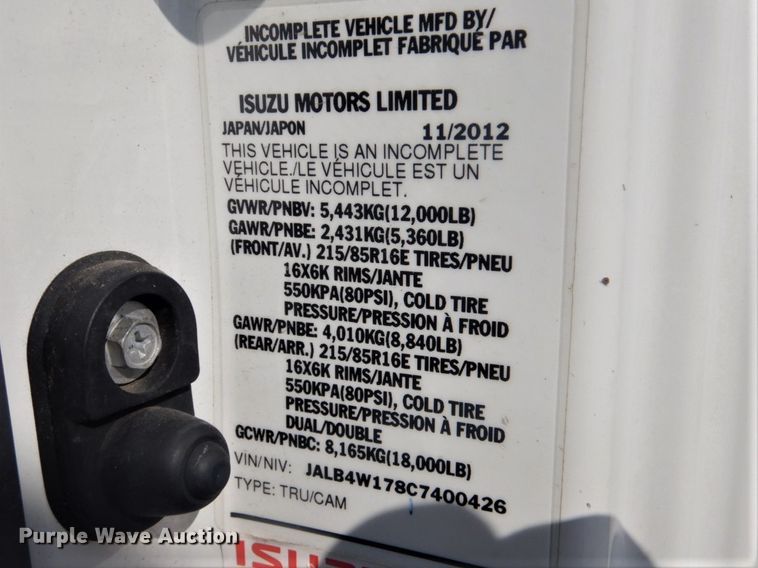 INCOMPLETE VEHICLE MFD BY/
VÉHICULE INCOMPLET FABRIQUÉ PAR
ISUZU MOTORS LIMITED
JAPAN/JAPON 11/2012
THIS VEHICLE IS AN INCOMPLETE
VEHICLE./LE VÉHICULE EST UN
VÉHICULE INCOMPLET.
GVWR/PNBV: 5,443KG(12,000LB)
GAWR/PNBE: 2,431KG(5,360LB)
(FRONT/AV.) 215/85R16E TIRES/PNEU
16X6K RIMS/JANTE
550KPA(80PSI), COLD TIRE
PRESSURE/PRESSION À FROID
GAWR/PNBE: 4,010KG(8,840LB)
(REAR/ARR.) 215/85R16E TIRES/PNEU
16X6K RIMS/JANTE
550KPA(80PSI), COLD TIRE
PRESSURE/PRESSION À FROID
DUAL/DOUBLE
GCWR/PNBC: 8,165KG(18,000LB)
VIN/NIV: JALB4W178C7400426
TYPE: TRU/CAM
ISUZU
Purple Wave Auction